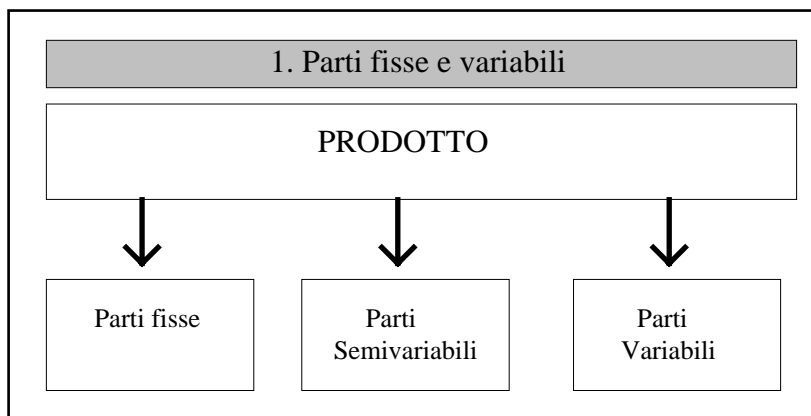 1. Parti fisse e variabili
PRODOTTO
Parti fisse
Parti
Semivariabili
Parti
Variabili